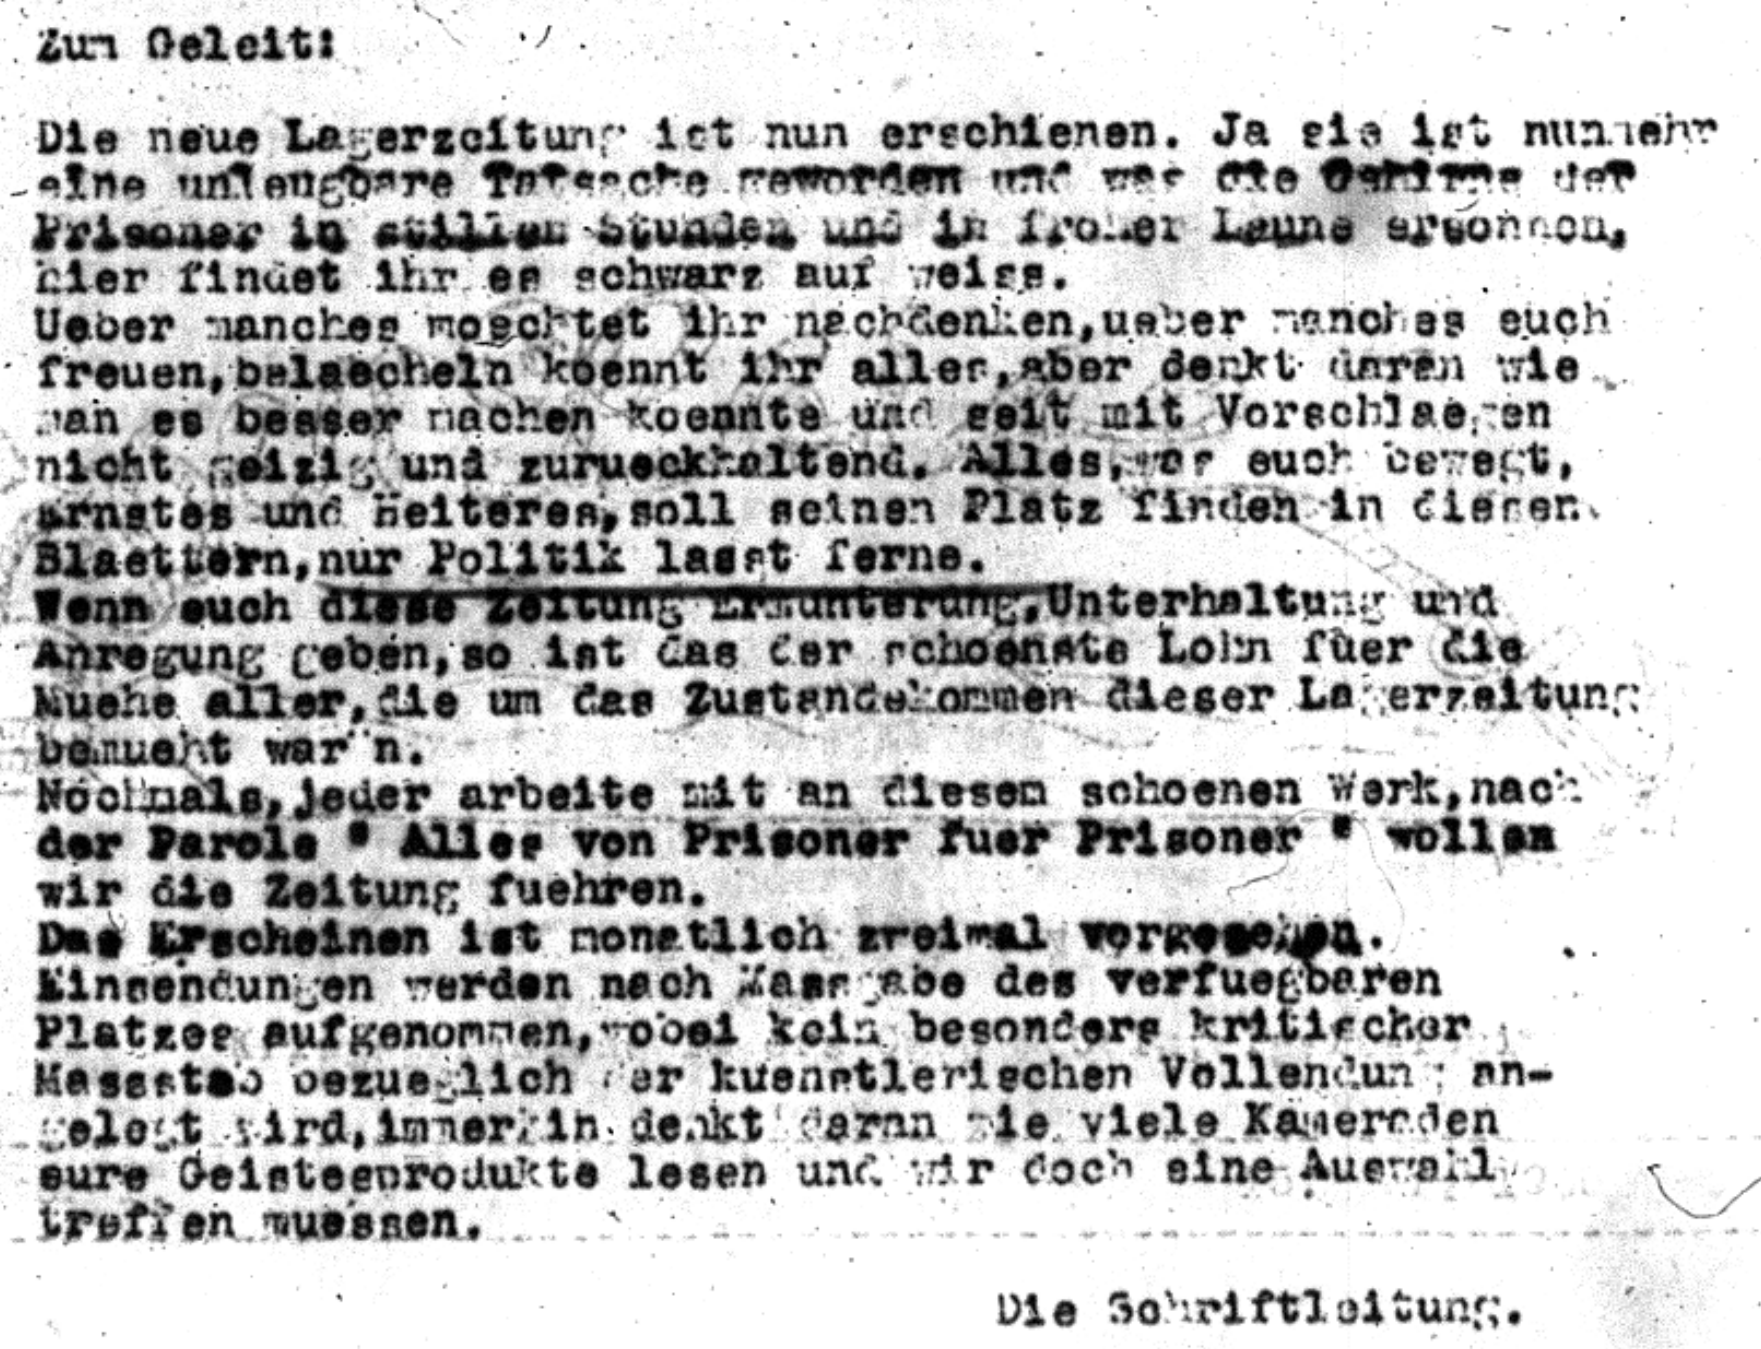 Zum Geleit:
Die neue Lagerzeitung ist nun erschienen. Ja sie ist nunmehr
eine unleugbare Tatsache geworden und was die Gehirne der
Prisoner in stillen Stunden und in froher Laune ersonnen,
hier findet ihr es schwarz auf weiss.
Ueber manches moechtet ihr nachdenken,ueber manches euch
freuen,belaecheln koennt ihr alles,aber denkt daran wie
man es besser machen koennte und seit mit Vorschlaegen
nicht geizig und zurueckhaltend. Alles,was euch bewegt,
Ernstes und Heiteres,soll seinen Platz finden in diesen
Blaettern,nur Politik lasst ferne.
Wenn euch diese Zeitung Ermunterung,Unterhaltung und
Anregung geben,so ist das der schoenste Lohn fuer die
Muehe aller,die um das Zustandekommen dieser Lagerzeitung
bemueht war"n.
Nochmals,jeder arbeite mit an diesem schoenen Werk,nach
der Parole " Alles von Prisoner fuer Prisoner " wollen
wir die Zeitung fuehren.
Das Erscheinen ist monatlich zweimal vorgesehen.
Einsendungen werden nach Massgabe des verfuegbaren
Platzes aufgenommen,wobei kein besonders kritischer
Massstab bezueglich der kuenstlerischen Vollendung an-
gelegt wird,immerhin denkt daran wie viele Kameraden
eure Geistesprodukte lesen und wir doch eine Auswahl
treffen muessen.
Die Schriftleitung.